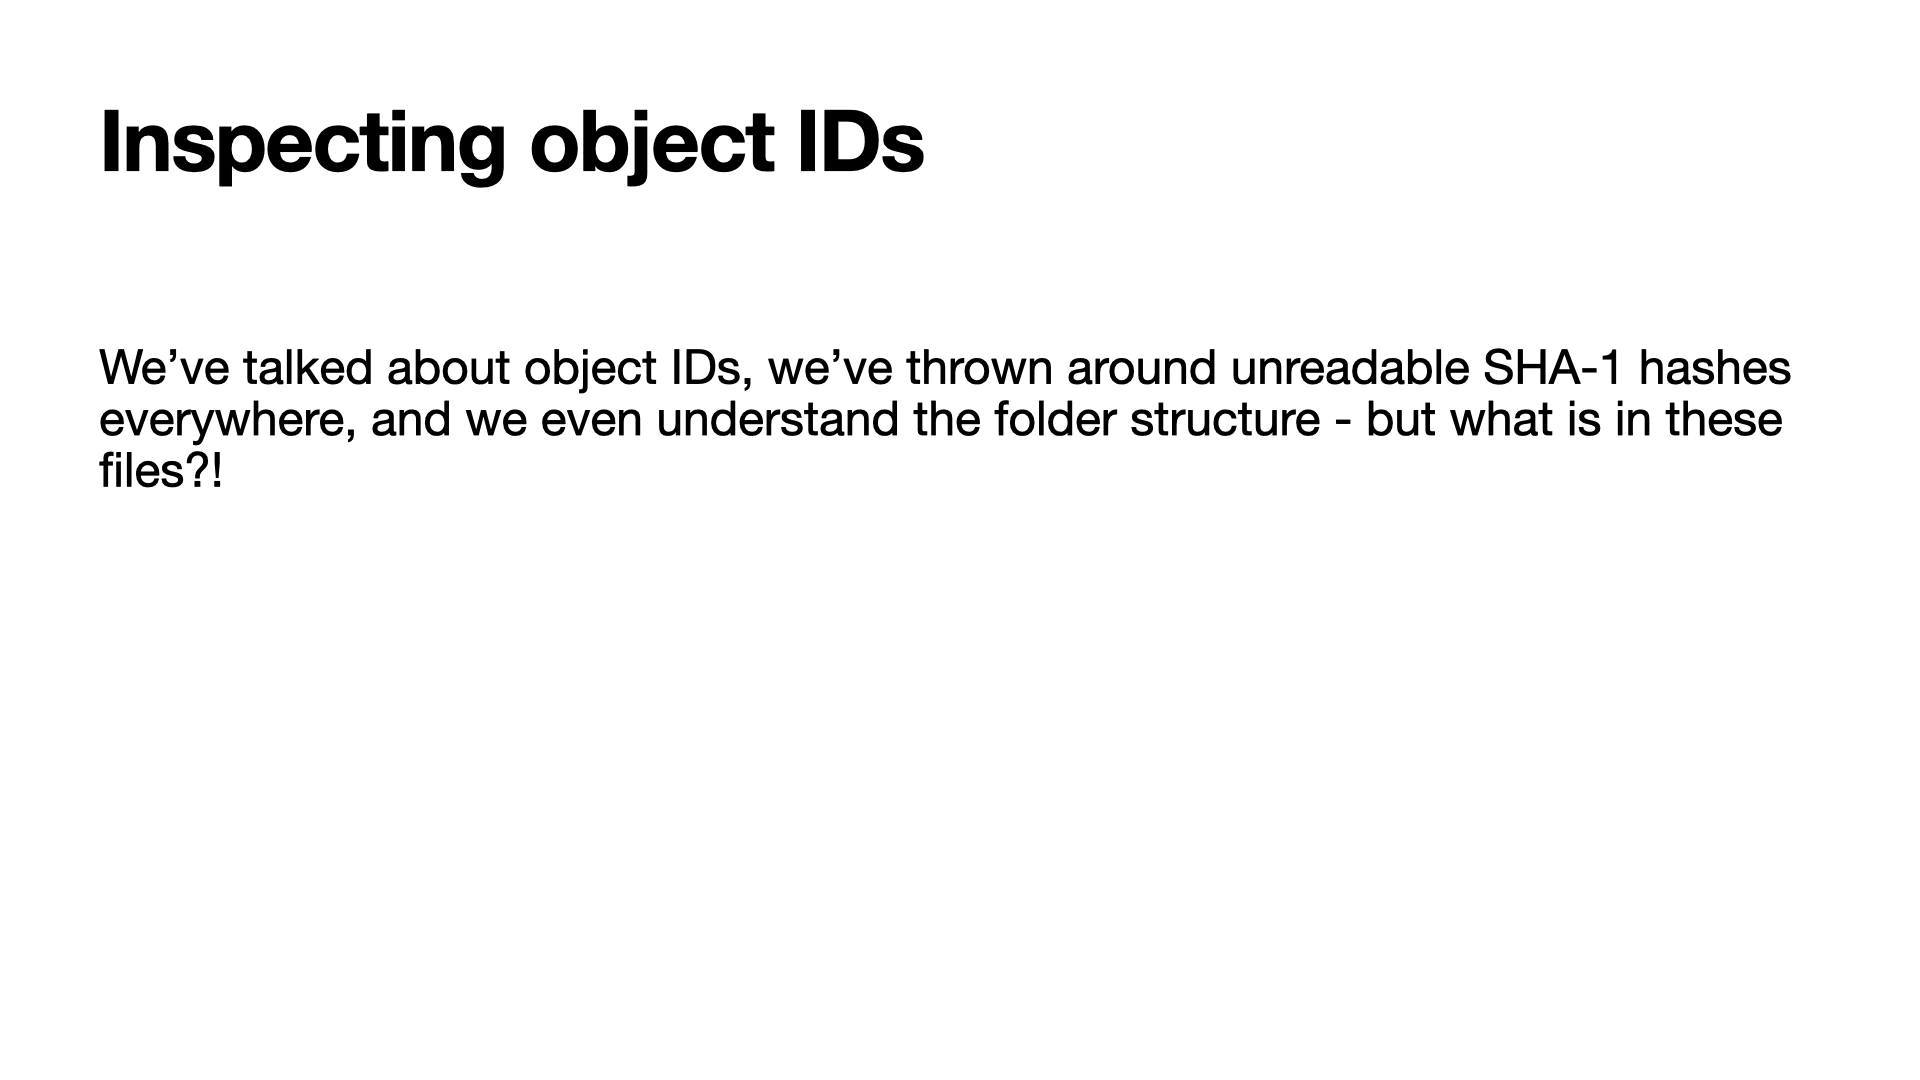 Inspecting object IDs
We’ve talked about object IDs, we’ve thrown around unreadable SHA-1 hashes
everywhere, and we even understand the folder structure - but what is in these
files?!